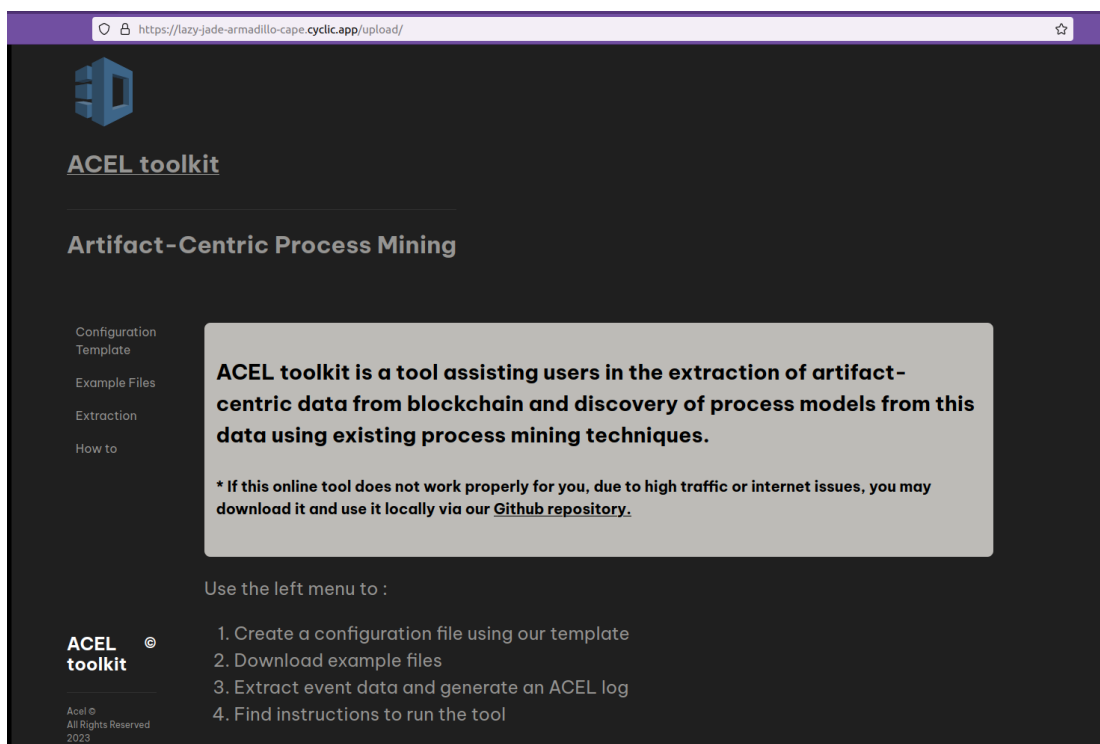 https://lazy-jade-armadillo-cape.cyclic.app/upload/
ACEL toolkit
Artifact-Centric Process Mining
Configuration
Template
Example Files
Extraction
How to
ACEL toolkit is a tool assisting users in the extraction of artifact-
centric data from blockchain and discovery of process models from this
data using existing process mining techniques.
* If this online tool does not work properly for you, due to high traffic or internet issues, you may
download it and use it locally via our Github repository.
Use the left menu to :
1. Create a configuration file using our template
2. Download example files
3. Extract event data and generate an ACEL log
4. Find instructions to run the tool
ACEL ©
toolkit
Acel ©
All Rights Reserved
2023